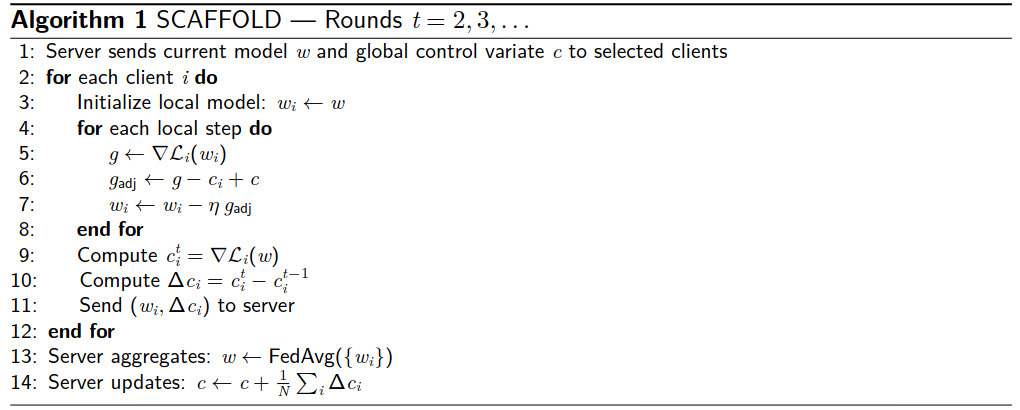 Algorithm 1 SCAFFOLD — Rounds t = 2, 3, . . .
1: Server sends current model w and global control variate c to selected clients
2: for each client i do
3: Initialize local model: w_i ← w
4: for each local step do
5: g ← ∇ℒ_i(w_i)
6: g_adj ← g − c_i + c
7: w_i ← w_i − η g_adj
8: end for
9: Compute c_i^t = ∇ℒ_i(w)
10: Compute Δc_i = c_i^t − c_i^{t−1}
11: Send (w_i, Δc_i) to server
12: end for
13: Server aggregates: w ← FedAvg({w_i})
14: Server updates: c ← c + 1/N ∑_i Δc_i